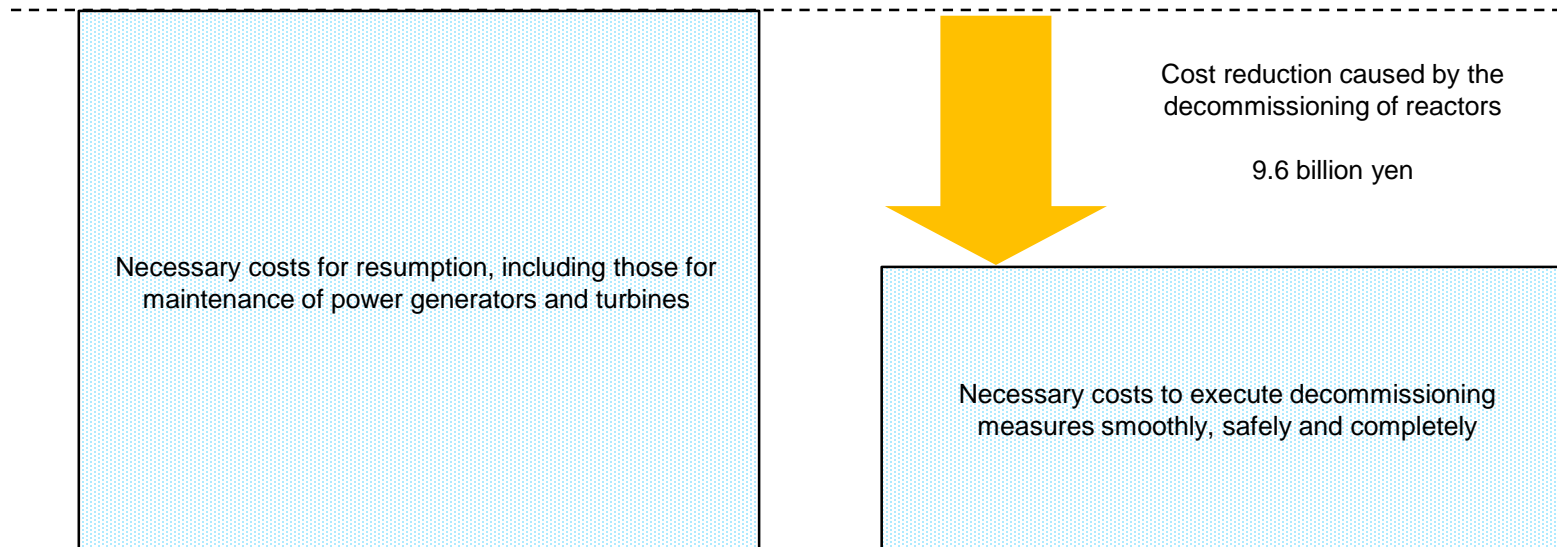 Necessary costs for resumption, including those for
maintenance of power generators and turbines
Cost reduction caused by the
decommissioning of reactors
9.6 billion yen
Necessary costs to execute decommissioning
measures smoothly, safely and completely